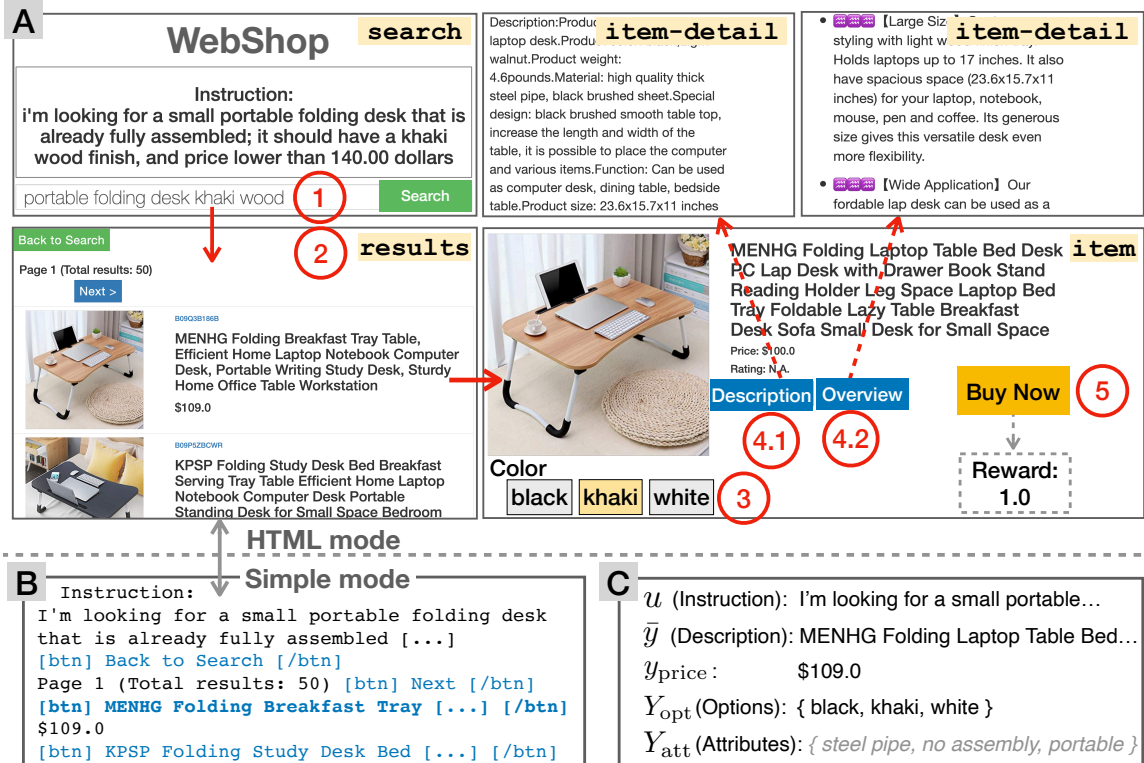 A
WebShop
search
Instruction:
i'm looking for a small portable folding desk that is
already fully assembled; it should have a khaki
wood finish, and price lower than 140.00 dollars
portable folding desk khaki wood
1
Search
Description:Produc
item-detail
laptop desk.Produ
walnut.Product weight:
4.6pounds.Material: high quality thick
steel pipe, black brushed sheet.Special
design: black brushed smooth table top,
increase the length and width of the
table, it is possible to place the computer
and various items.Function: Can be used
as computer desk, dining table, bedside
table.Product size: 23.6x15.7x11 inches
【Large Siz
item-detail
styling with light w
Holds laptops up to 17 inches. It also
have spacious space (23.6x15.7x11
inches) for your laptop, notebook,
mouse, pen and coffee. Its generous
size gives this versatile desk even
more flexibility.
【Wide Application】Our
fordable lap desk can be used as a
Back to Search
2
results
Page 1 (Total results: 50)
Next >
B09Q3B186B
MENHG Folding Breakfast Tray Table,
Efficient Home Laptop Notebook Computer
Desk, Portable Writing Study Desk, Sturdy
Home Office Table Workstation
$109.0
B09P5ZBCWR
KPSP Folding Study Desk Bed Breakfast
Serving Tray Table Efficient Home Laptop
Notebook Computer Desk Portable
Standing Desk for Small Space Bedroom
item
MENHG Folding Laptop Table Bed Desk
PC Lap Desk with Drawer Book Stand
Reading Holder Leg Space Laptop Bed
Tray Foldable Lazy Table Breakfast
Desk Sofa Small Desk for Small Space
Price: $100.0
Rating: N.A.
Description
Overview
4.1
4.2
Buy Now
5
Reward:
1.0
Color
black
khaki
white
3
HTML mode
Simple mode
B
Instruction:
I'm looking for a small portable folding desk
that is already fully assembled [...]
[btn] Back to Search [/btn]
Page 1 (Total results: 50) [btn] Next [/btn]
[btn] MENHG Folding Breakfast Tray [...] [/btn]
$109.0
[btn] KPSP Folding Study Desk Bed [...] [/btn]
C
u (Instruction): I'm looking for a small portable…
ȳ (Description): MENHG Folding Laptop Table Bed…
y_price : $109.0
Y_opt (Options): { black, khaki, white }
Y_att (Attributes): { steel pipe, no assembly, portable }